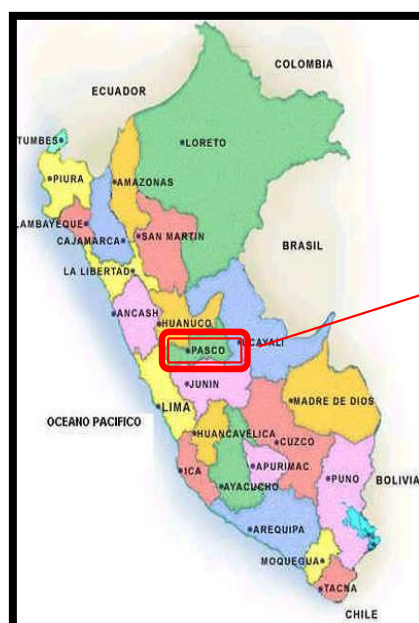 COLOMBIA
ECUADOR
TUMBES
LORETO
PIURA
AMAZONAS
LAMBAYEQUE
CAJAMARCA
SAN MARTIN
BRASIL
LA LIBERTAD
ANCASH
HUANUCO
UCAYALI
PASCO
JUNIN
LIMA
MADRE DE DIOS
OCEANO PACIFICO
HUANCAVELICA
CUZCO
ICA
APURIMAC
PUNO
BOLIVIA
AYACUCHO
AREQUIPA
MOQUEGUA
TACNA
CHILE